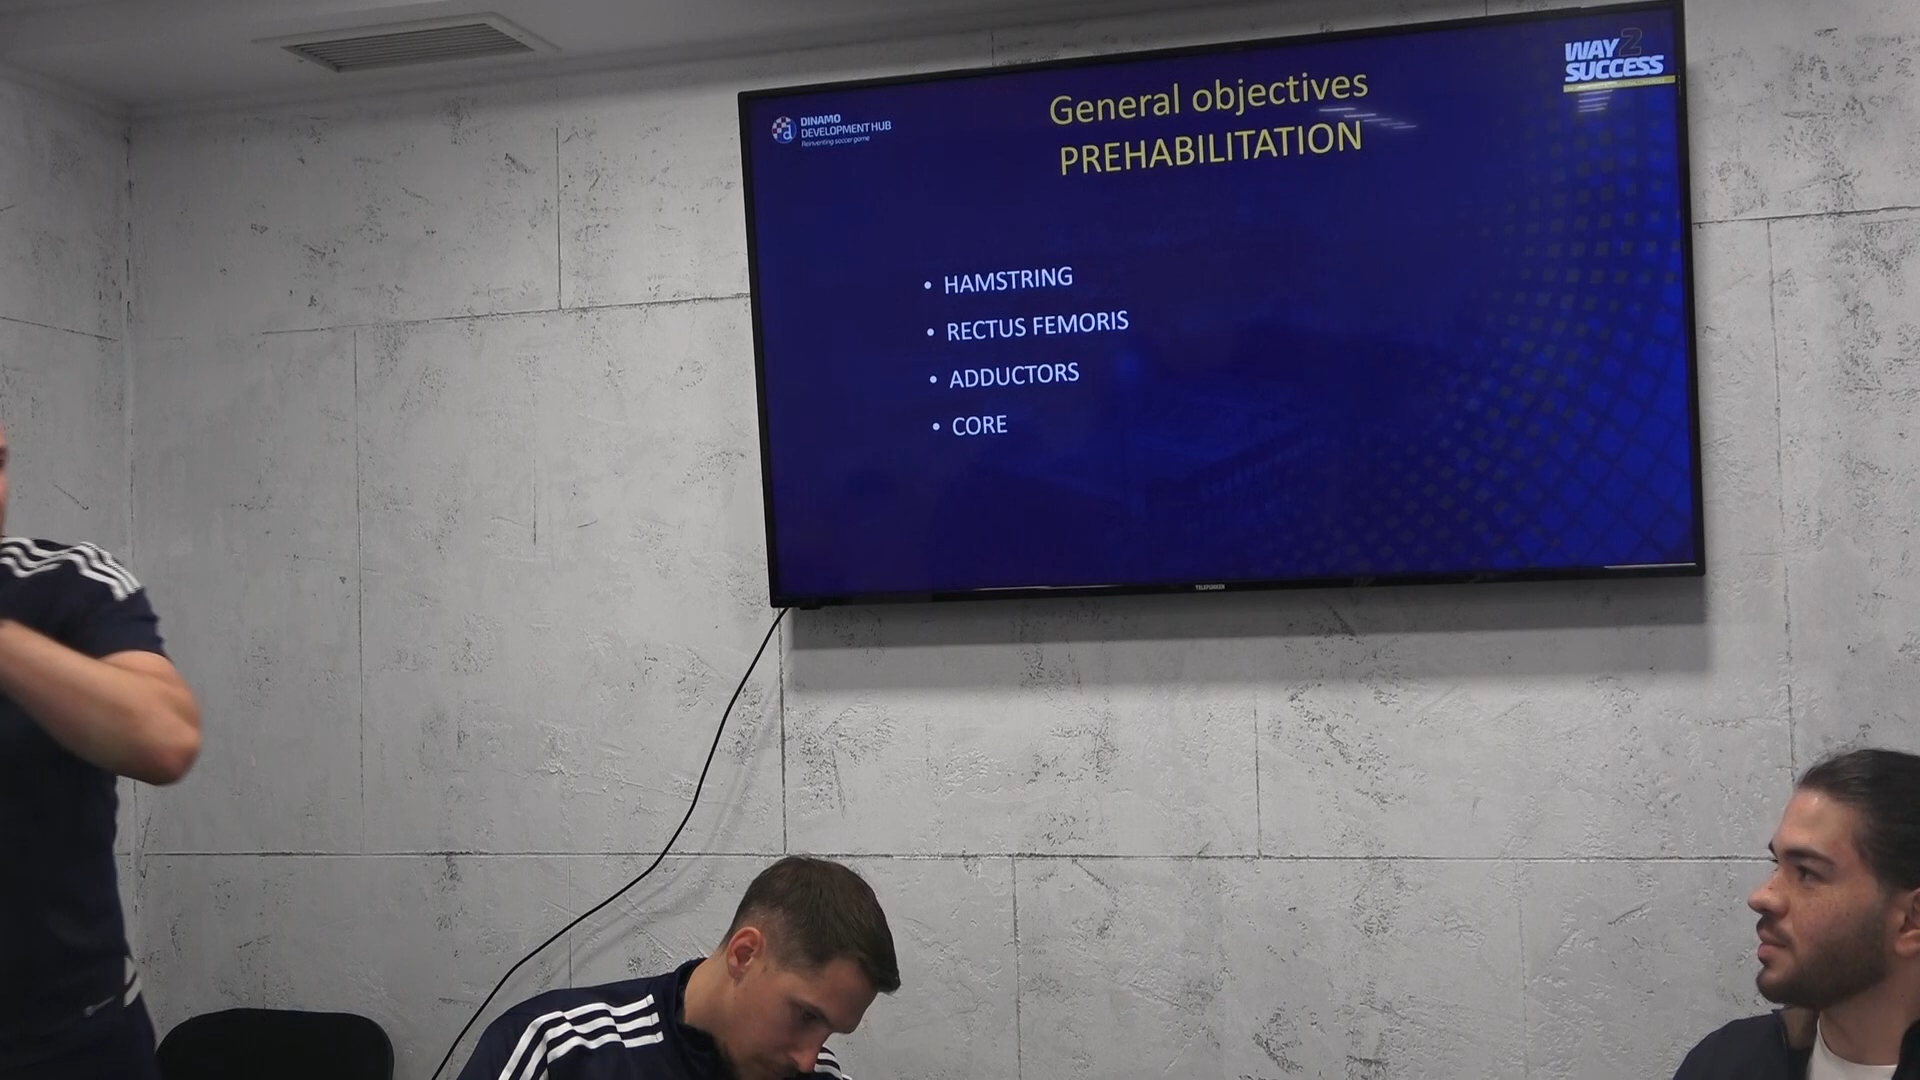 DINAMO
DEVELOPMENT HUB
Reinventing soccer game
WAY2
SUCCESS
General objectives
PREHABILITATION
• HAMSTRING
• RECTUS FEMORIS
• ADDUCTORS
• CORE
TELEFUNKEN